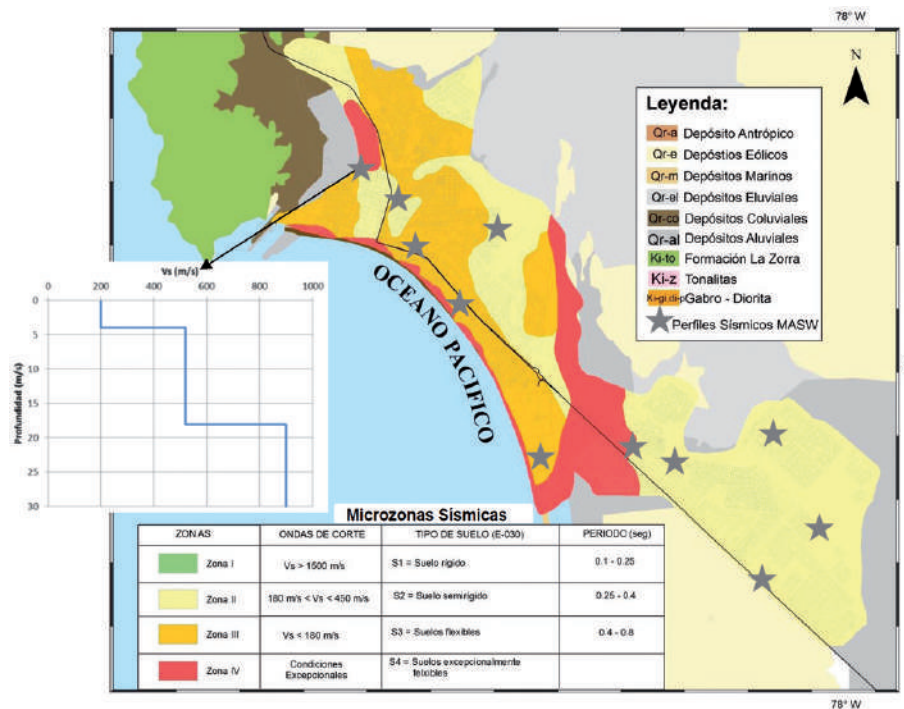 78° W
N
Leyenda:
Qr-a Depósito Antrópico
Qr-e Depóstios Eólicos
Qr-m Depósitos Marinos
Qr-el Depósitos Eluviales
Qr-co Depósitos Coluviales
Qr-al Depósitos Aluviales
Ki-to Formación La Zorra
Ki-z Tonalitas
Ki-gi,di-p Gabro - Diorita
Perfiles Sísmicos MASW
OCEANO PACIFICO
Vs (m/s)
0 200 400 600 800 1000
Profundidad (m/s)
0
5
10
15
20
25
30
Microzonas Sísmicas
ZONAS ONDAS DE CORTE TIPO DE SUELO (E-030) PERIODO (seg)
Zona I Vs > 1500 m/s S1 = Suelo rígido 0.1 - 0.25
Zona II 180 m/s < Vs < 450 m/s S2 = Suelo semirígido 0.25 - 0.4
Zona III Vs < 180 m/s S3 = Suelos flexibles 0.4 - 0.8
Zona IV Condiciones Excepcionales S4 = Suelos excepcionalmente
78° W